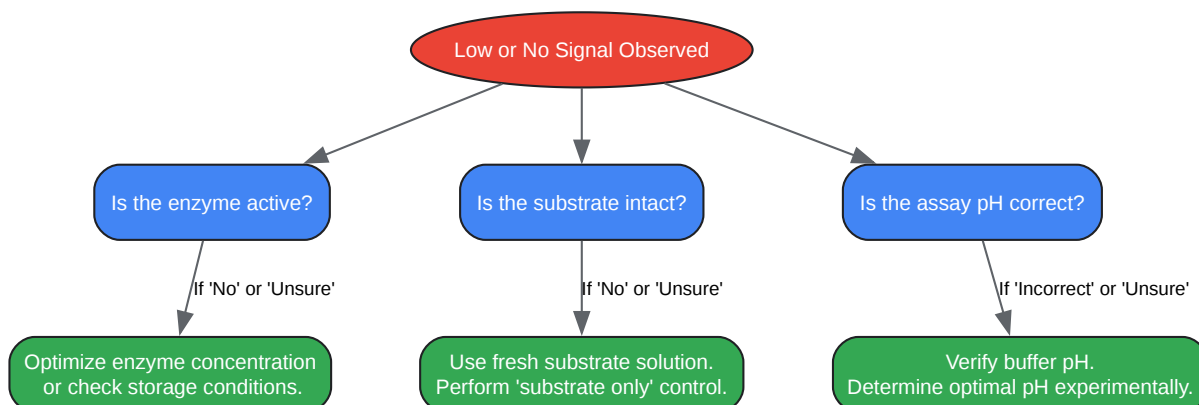 Low or No Signal Observed
Is the enzyme active?
Is the substrate intact?
Is the assay pH correct?
If 'No' or 'Unsure'
If 'No' or 'Unsure'
If 'Incorrect' or 'Unsure'
Optimize enzyme concentration
or check storage conditions.
Use fresh substrate solution.
Perform 'substrate only' control.
Verify buffer pH.
Determine optimal pH experimentally.